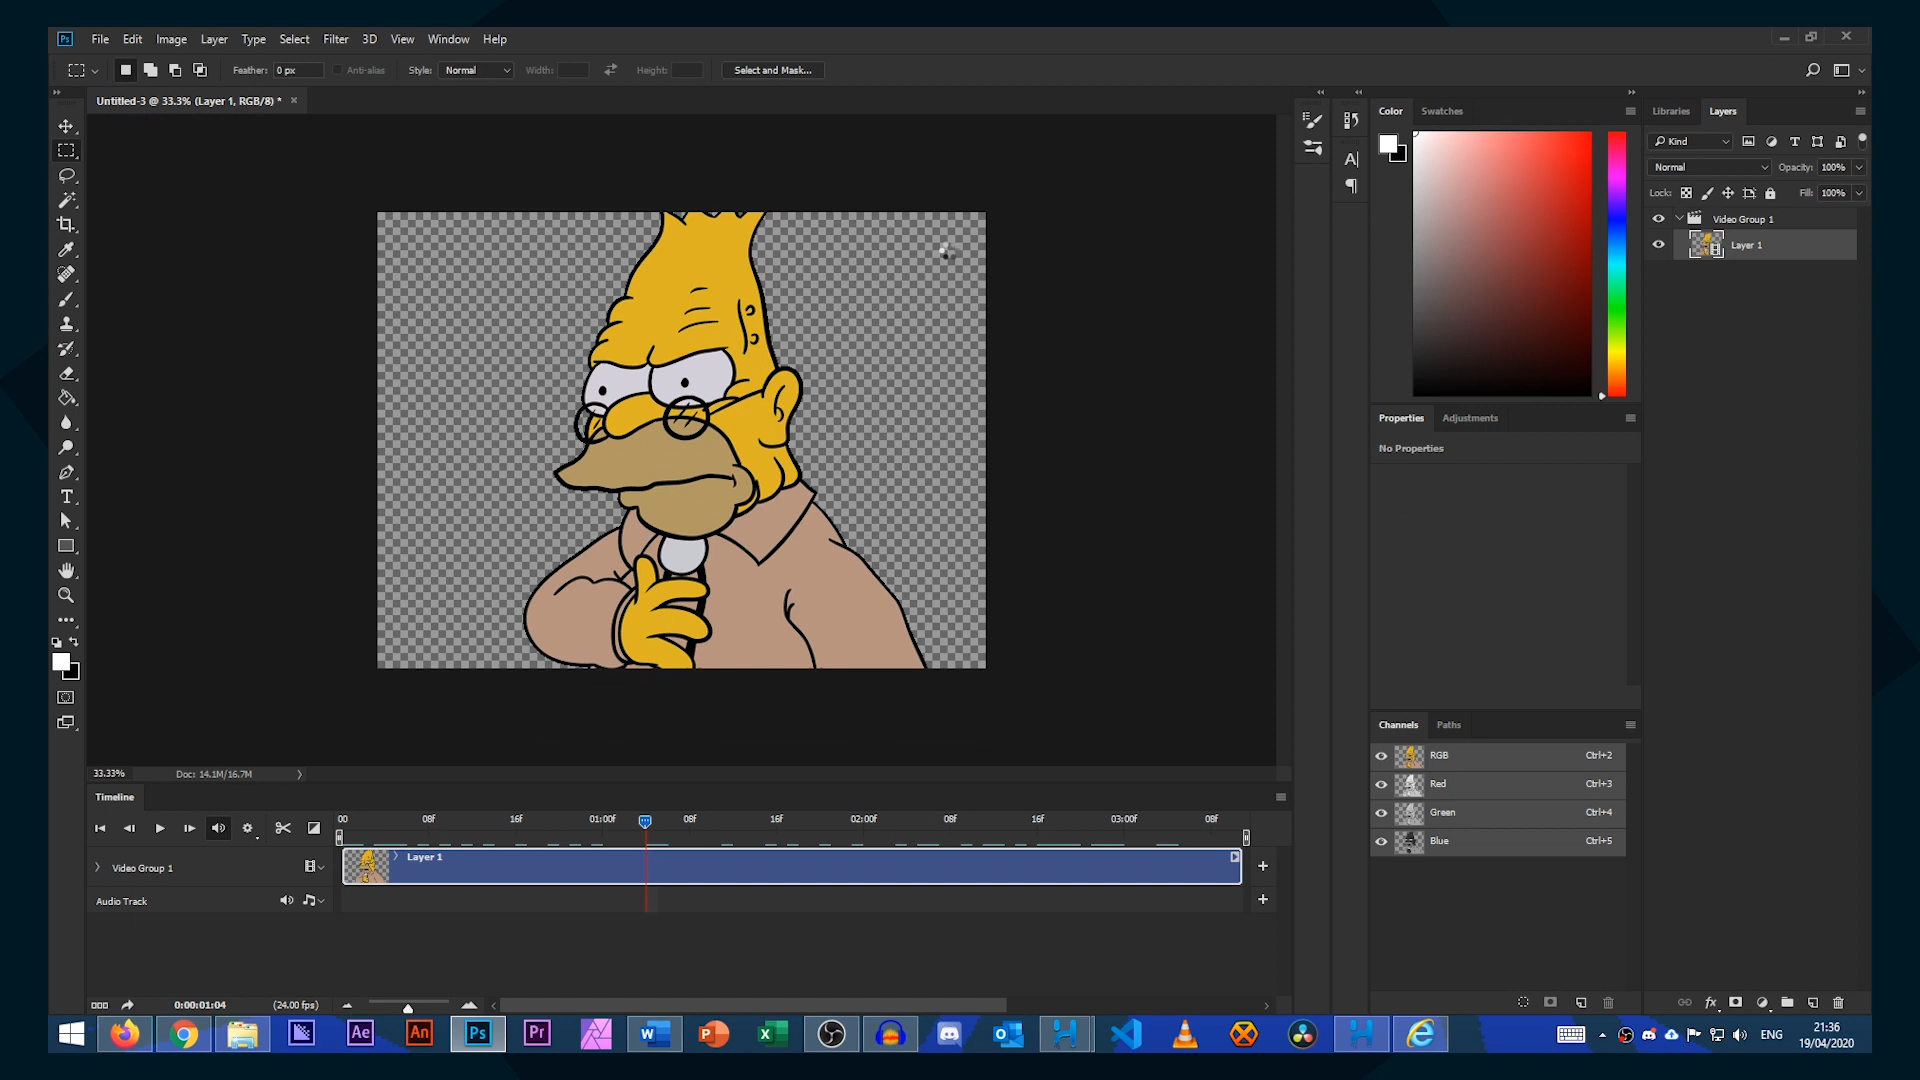 Ps File Edit Image Layer Type Select Filter 3D View Window Help
Feather: 0 px Anti-alias Style: Normal Width: Height: Select and Mask...
Untitled-3 @ 33.3% (Layer 1, RGB/8) *
Color Swatches
Libraries Layers
Kind
Normal Opacity: 100%
Lock: Fill: 100%
Video Group 1
Layer 1
Properties Adjustments
No Properties
Channels Paths
RGB Ctrl+2
Red Ctrl+3
Green Ctrl+4
Blue Ctrl+5
33.33% Doc: 14.1M/16.7M
Timeline
00 08f 16f 01:00f 08f 16f 02:00f 08f 16f 03:00f 08f
Layer 1
Video Group 1
Audio Track
0:00:01:04 (24.00 fps)
Ae An Ps Pr
ENG
21:36
19/04/2020